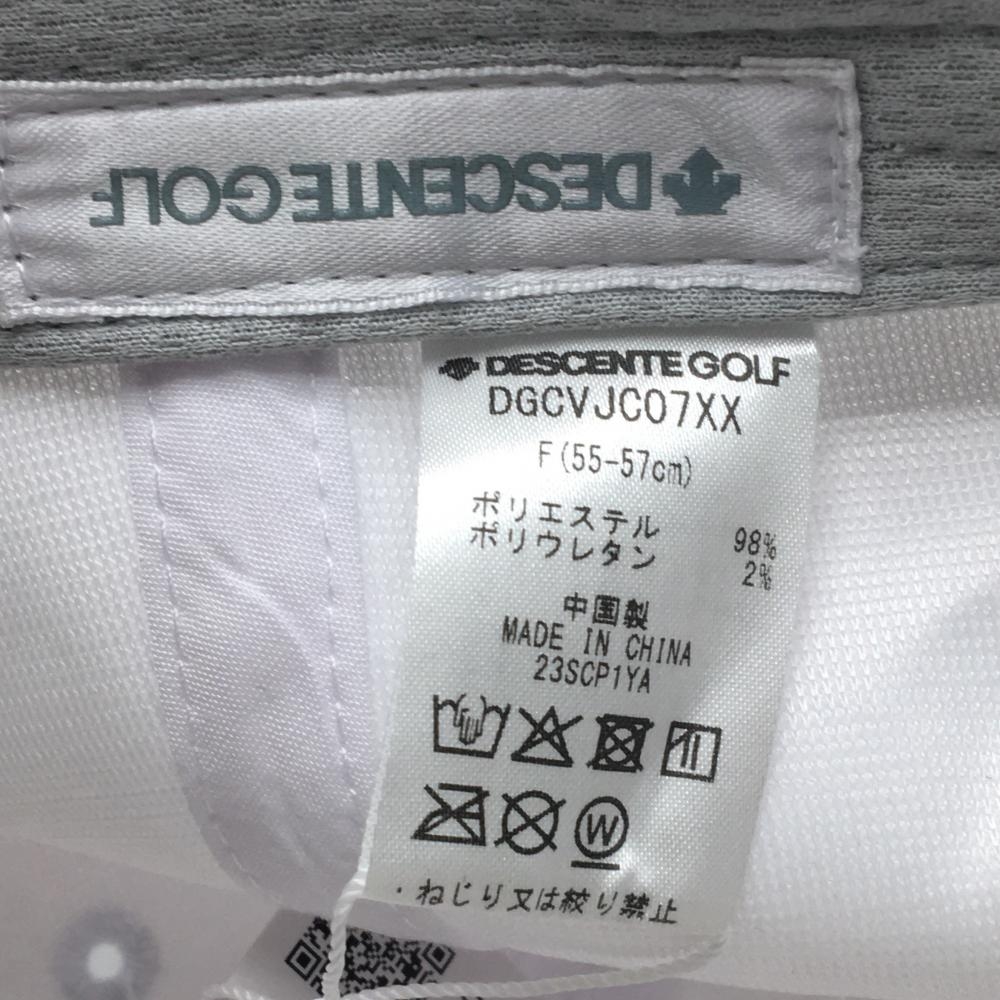 DESCENTE GOLF
DESCENTE GOLF
DGCVJC07XX
F(55-57cm)
ポリエステル 98%
ポリウレタン 2%
中国製
MADE IN CHINA
23SCP1YA
W
・ねじり又は絞り禁止